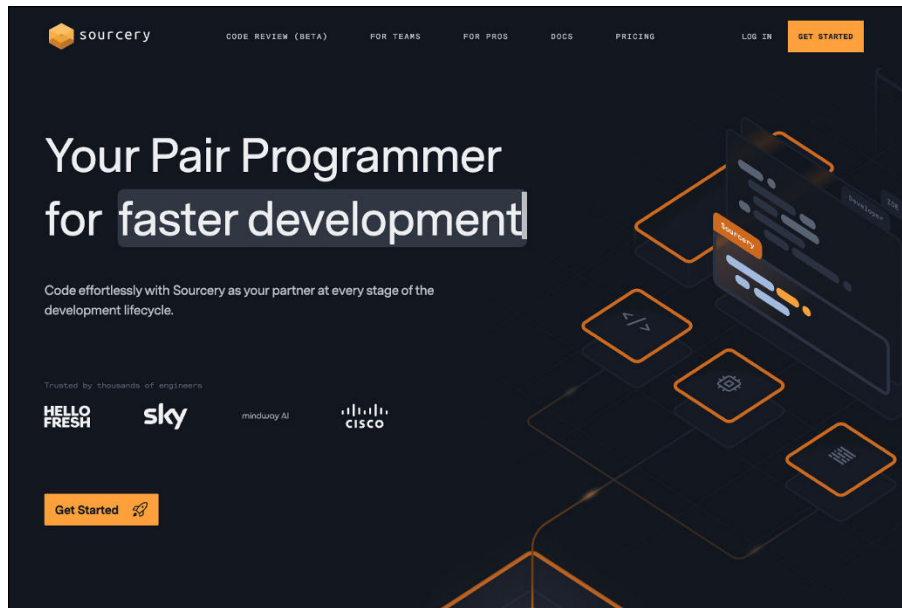 sourcery
CODE REVIEW (BETA)
FOR TEAMS
FOR PROS
DOCS
PRICING
LOG IN
GET STARTED
Your Pair Programmer
for faster development
Code effortlessly with Sourcery as your partner at every stage of the
development lifecycle.
Developer
IDE
Sourcery
</>
Trusted by thousands of engineers
HELLO
FRESH
sky
mindway AI
cisco
Get Started